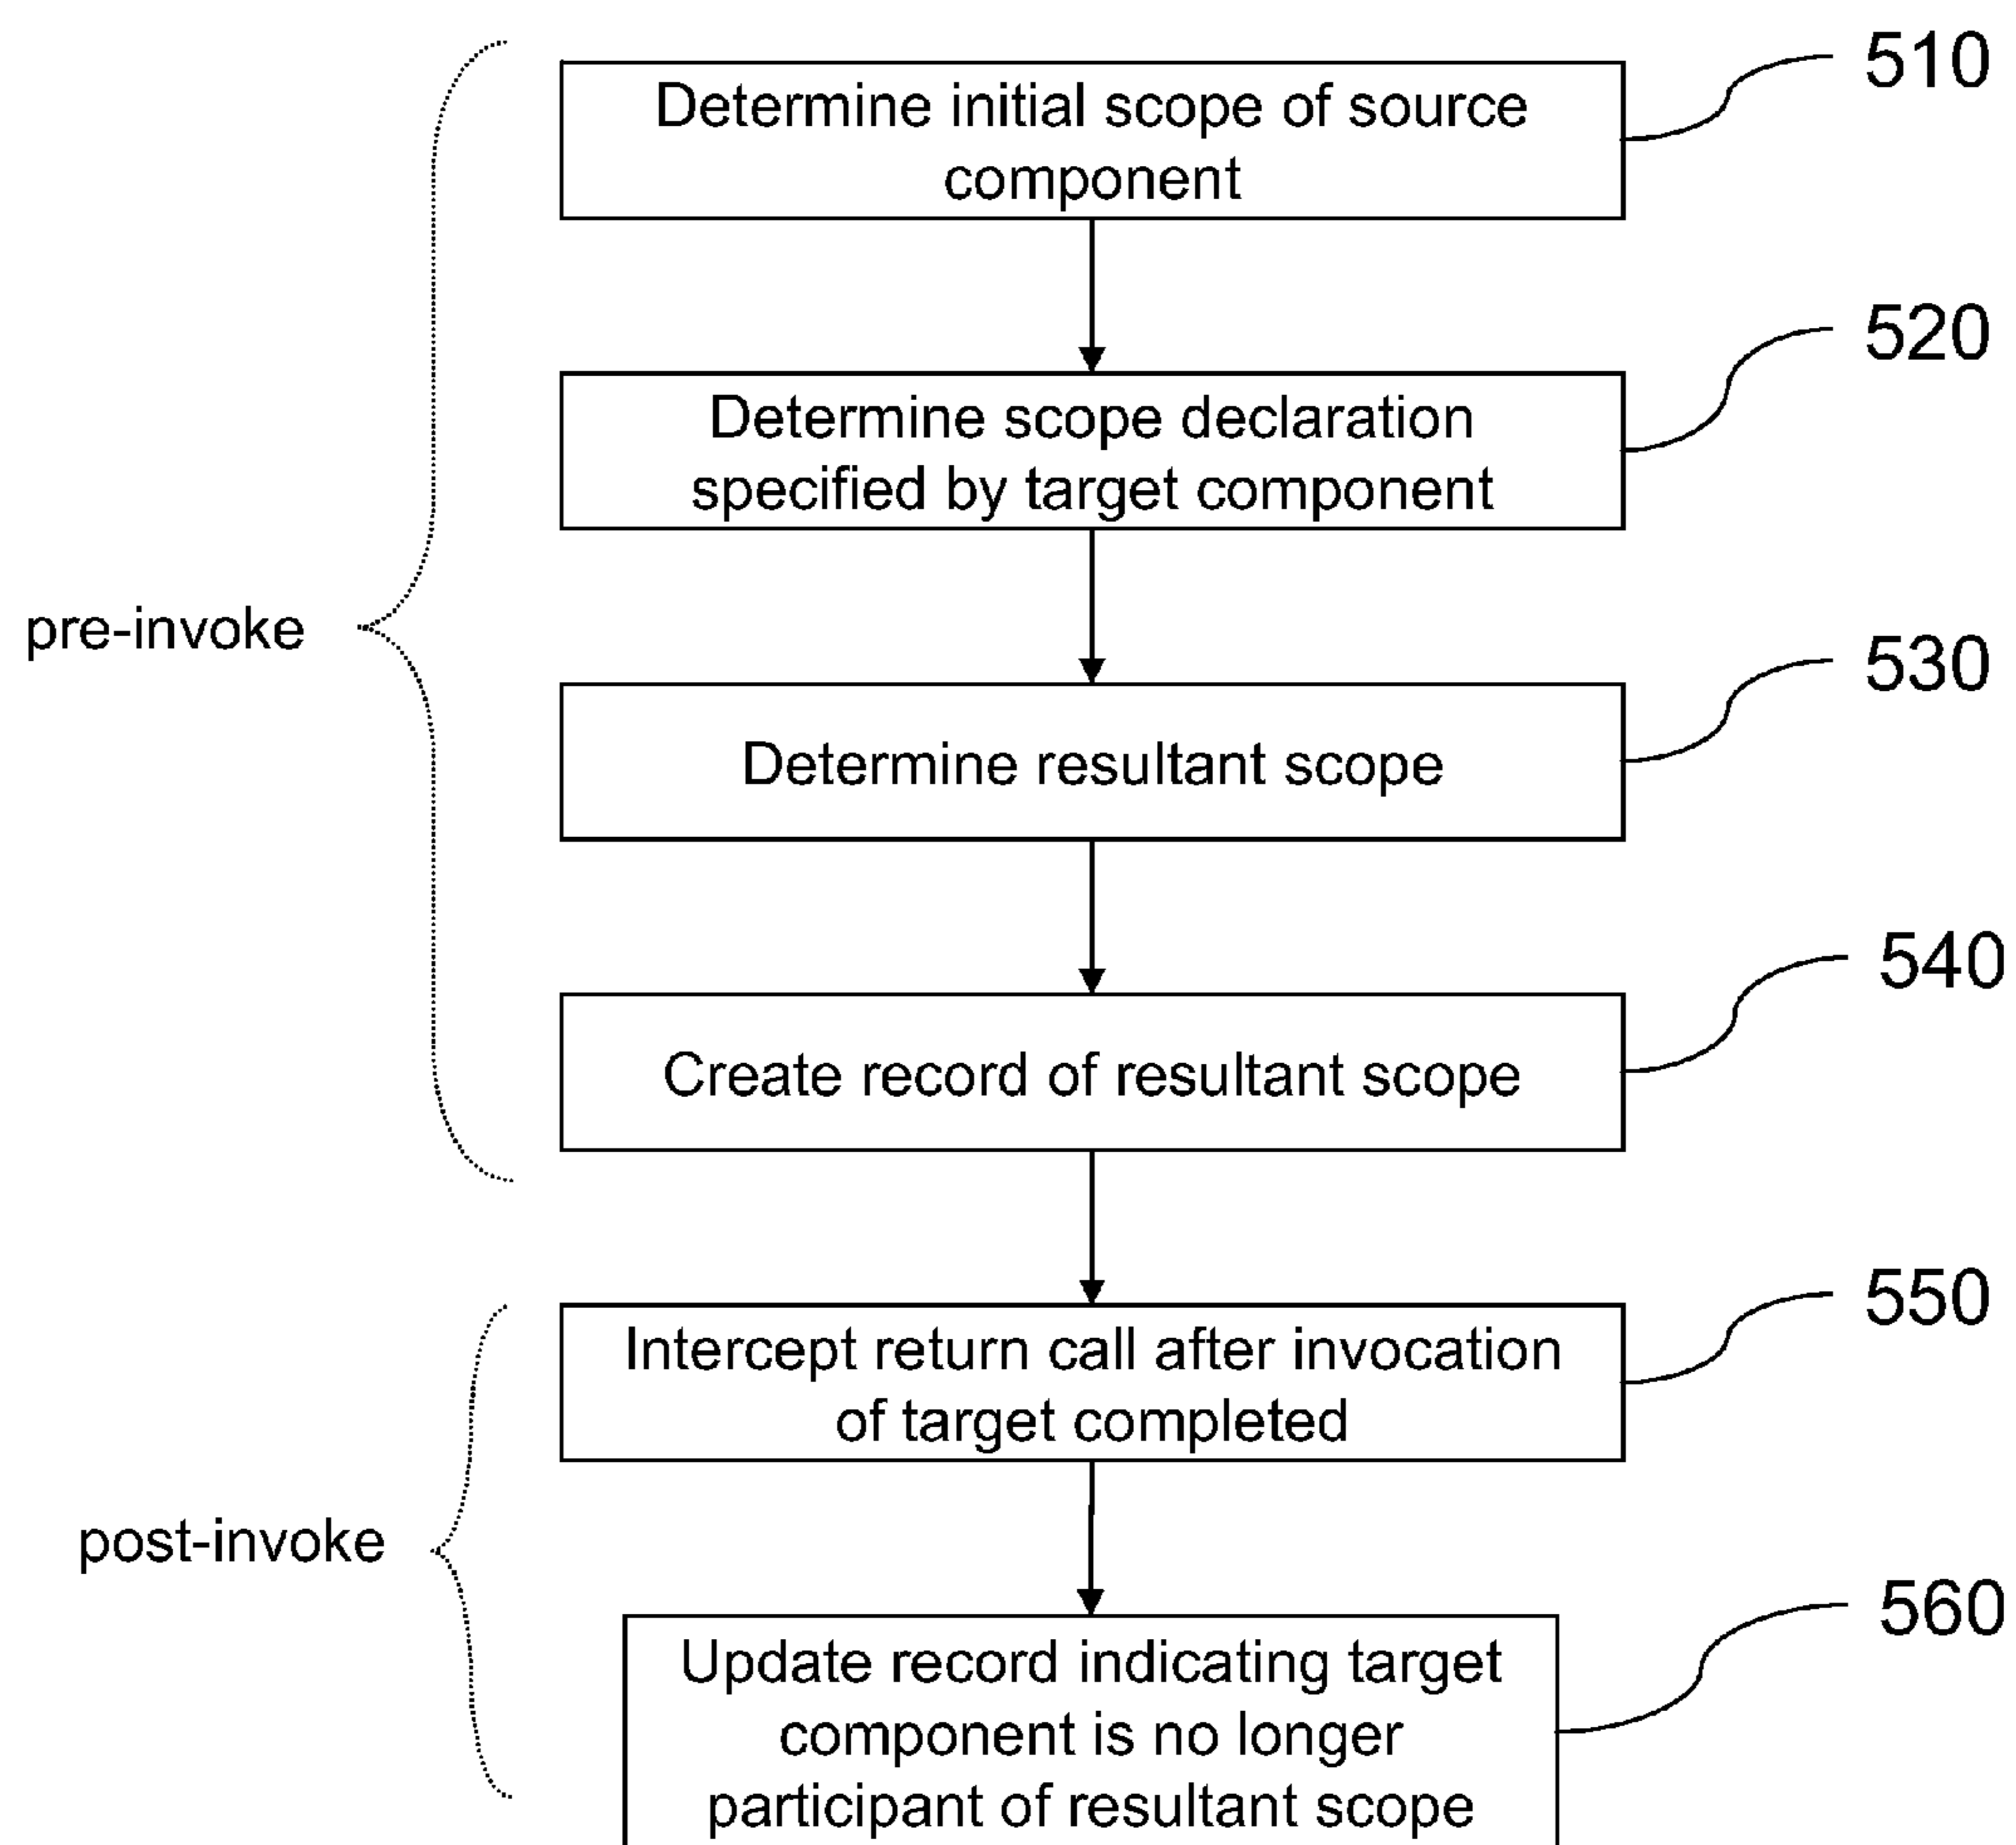 510
Determine initial scope of source
component
520
Determine scope declaration
specified by target component
pre-invoke
530
Determine resultant scope
540
Create record of resultant scope
550
Intercept return call after invocation
of target completed
post-invoke
560
Update record indicating target
component is no longer
participant of resultant scope